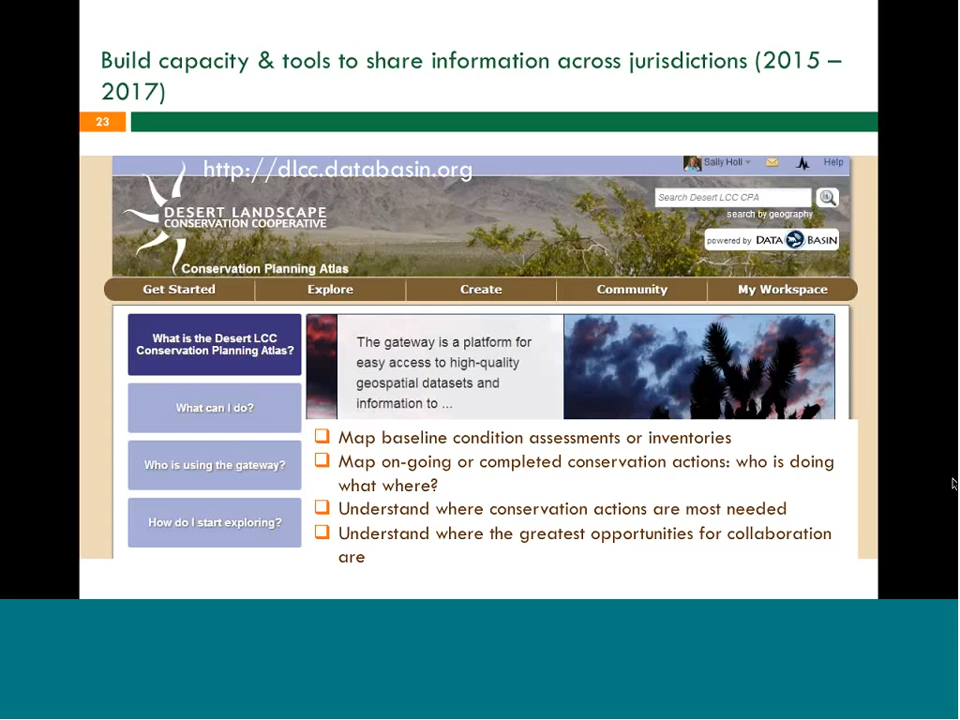 Build capacity & tools to share information across jurisdictions (2015 –
2017)
23
http://dlcc.databasin.org
Sally Holl
Help
Search Desert LCC CPA
search by geography
DESERT LANDSCAPE
CONSERVATION COOPERATIVE
powered by DATA BASIN
Conservation Planning Atlas
Get Started
Explore
Create
Community
My Workspace
What is the Desert LCC
Conservation Planning Atlas?
What can I do?
Who is using the gateway?
How do I start exploring?
The gateway is a platform for
easy access to high-quality
geospatial datasets and
information to ...
Map baseline condition assessments or inventories
Map on-going or completed conservation actions: who is doing
what where?
Understand where conservation actions are most needed
Understand where the greatest opportunities for collaboration
are